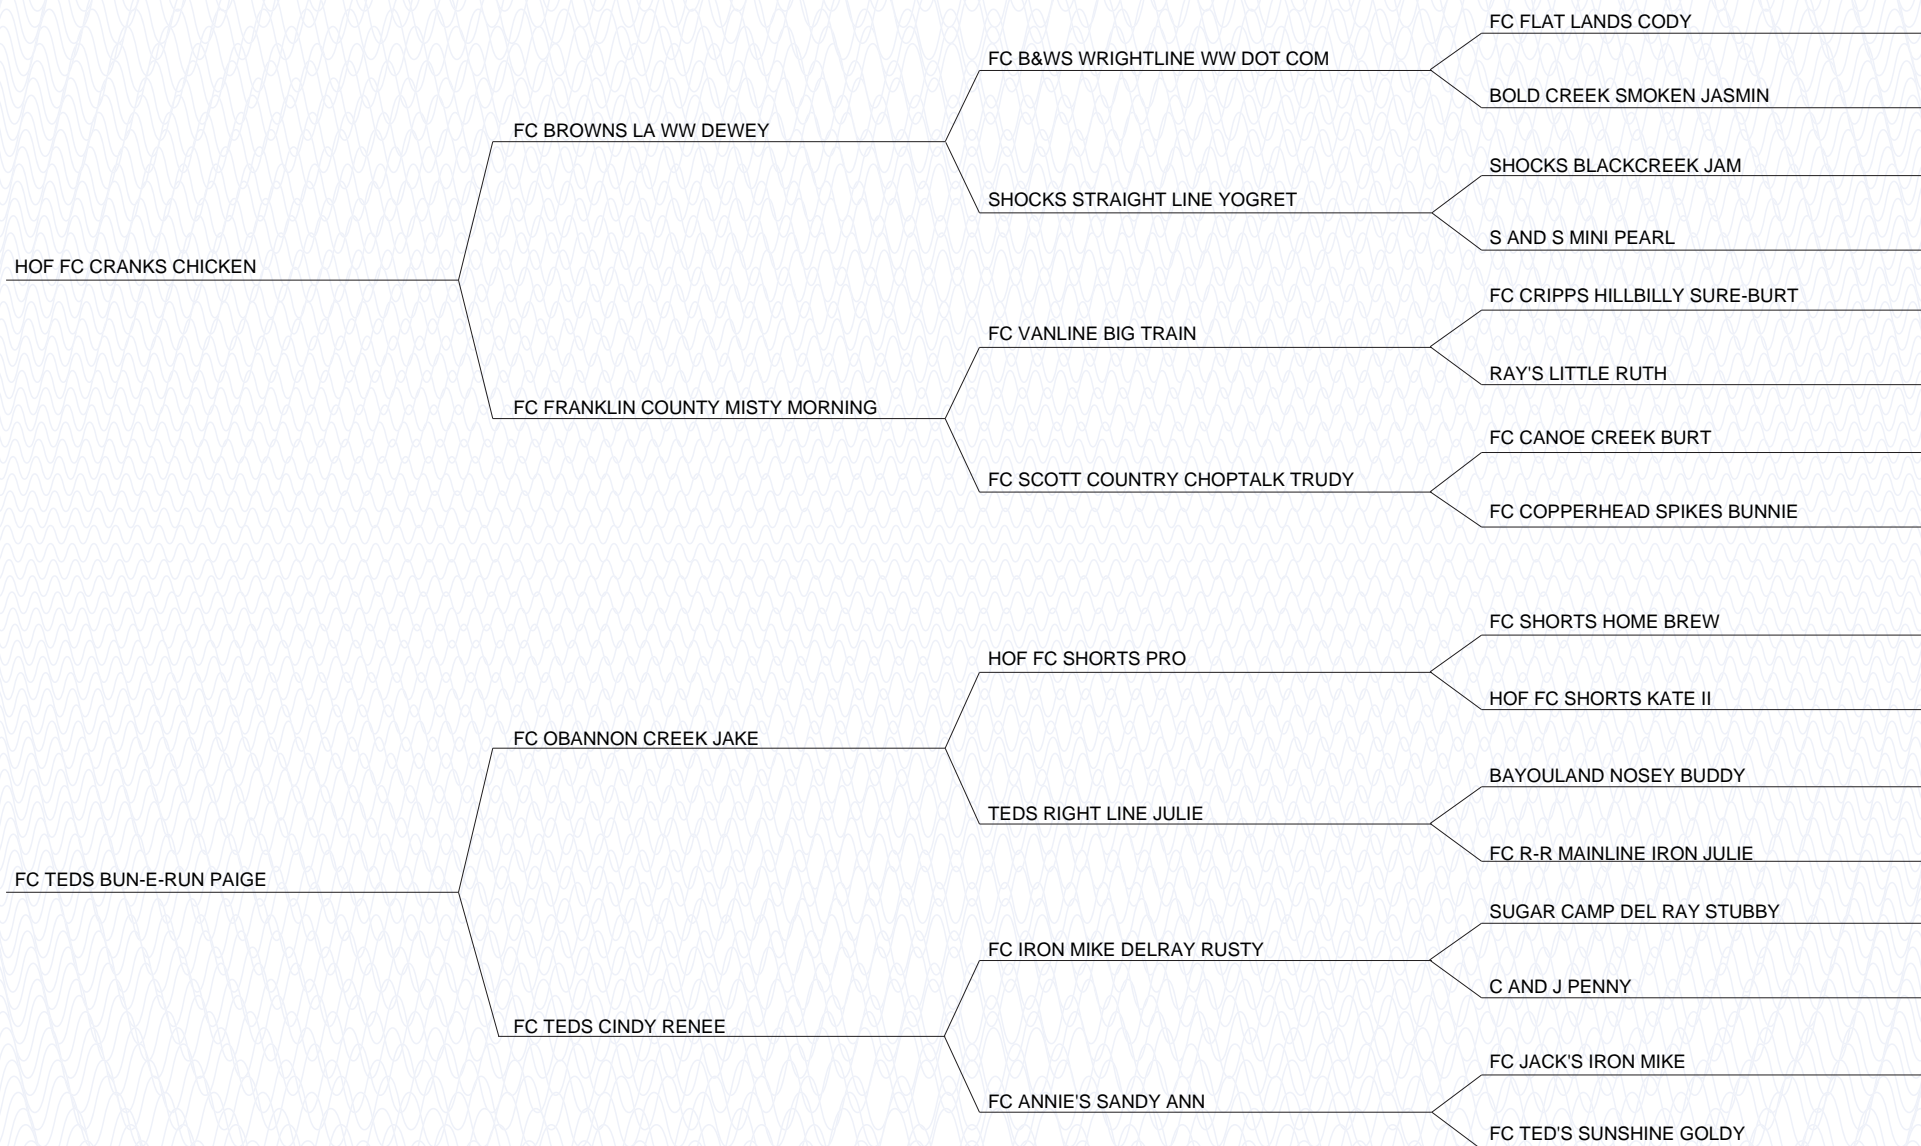 FC FLAT LANDS CODY
FC B&WS WRIGHTLINE WW DOT COM
BOLD CREEK SMOKEN JASMIN
FC BROWNS LA WW DEWEY
SHOCKS BLACKCREEK JAM
SHOCKS STRAIGHT LINE YOGRET
S AND S MINI PEARL
HOF FC CRANKS CHICKEN
FC CRIPPS HILLBILLY SURE-BURT
FC VANLINE BIG TRAIN
RAY'S LITTLE RUTH
FC FRANKLIN COUNTY MISTY MORNING
FC CANOE CREEK BURT
FC SCOTT COUNTRY CHOPTALK TRUDY
FC COPPERHEAD SPIKES BUNNIE
FC SHORTS HOME BREW
HOF FC SHORTS PRO
HOF FC SHORTS KATE II
FC OBANNON CREEK JAKE
BAYOULAND NOSEY BUDDY
TEDS RIGHT LINE JULIE
FC R-R MAINLINE IRON JULIE
FC TEDS BUN-E-RUN PAIGE
SUGAR CAMP DEL RAY STUBBY
FC IRON MIKE DELRAY RUSTY
C AND J PENNY
FC TEDS CINDY RENEE
FC JACK'S IRON MIKE
FC ANNIE'S SANDY ANN
FC TED'S SUNSHINE GOLDY